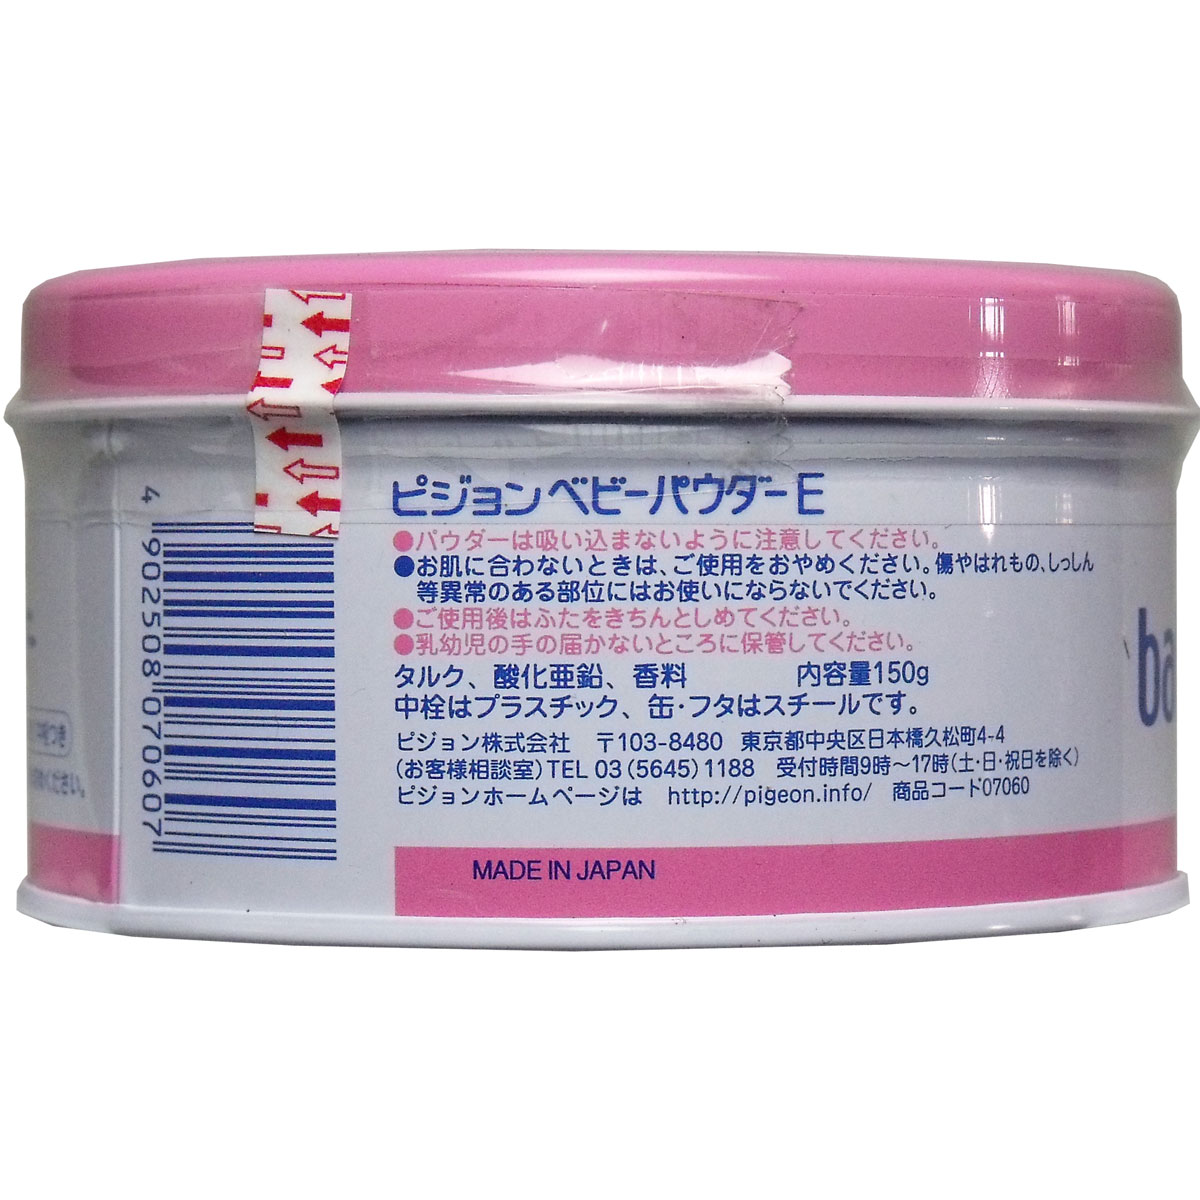 ピジョンベビーパウダーE
●パウダーは吸い込まないように注意してください。
●お肌に合わないときは、ご使用をおやめください。傷やはれもの、しっしん
等異常のある部位にはお使いにならないでください。
●ご使用後はふたをきちんとしめてください。
●乳幼児の手の届かないところに保管してください。
タルク、酸化亜鉛、香料 内容量150g
中栓はプラスチック、缶・フタはスチールです。
ピジョン株式会社 〒103-8480 東京都中央区日本橋久松町4-4
(お客様相談室)TEL 03(5645)1188 受付時間9時～17時(土・日・祝日を除く)
ピジョンホームページは http://pigeon.info/ 商品コード07060
MADE IN JAPAN
4 902508 070607
ba
ください。